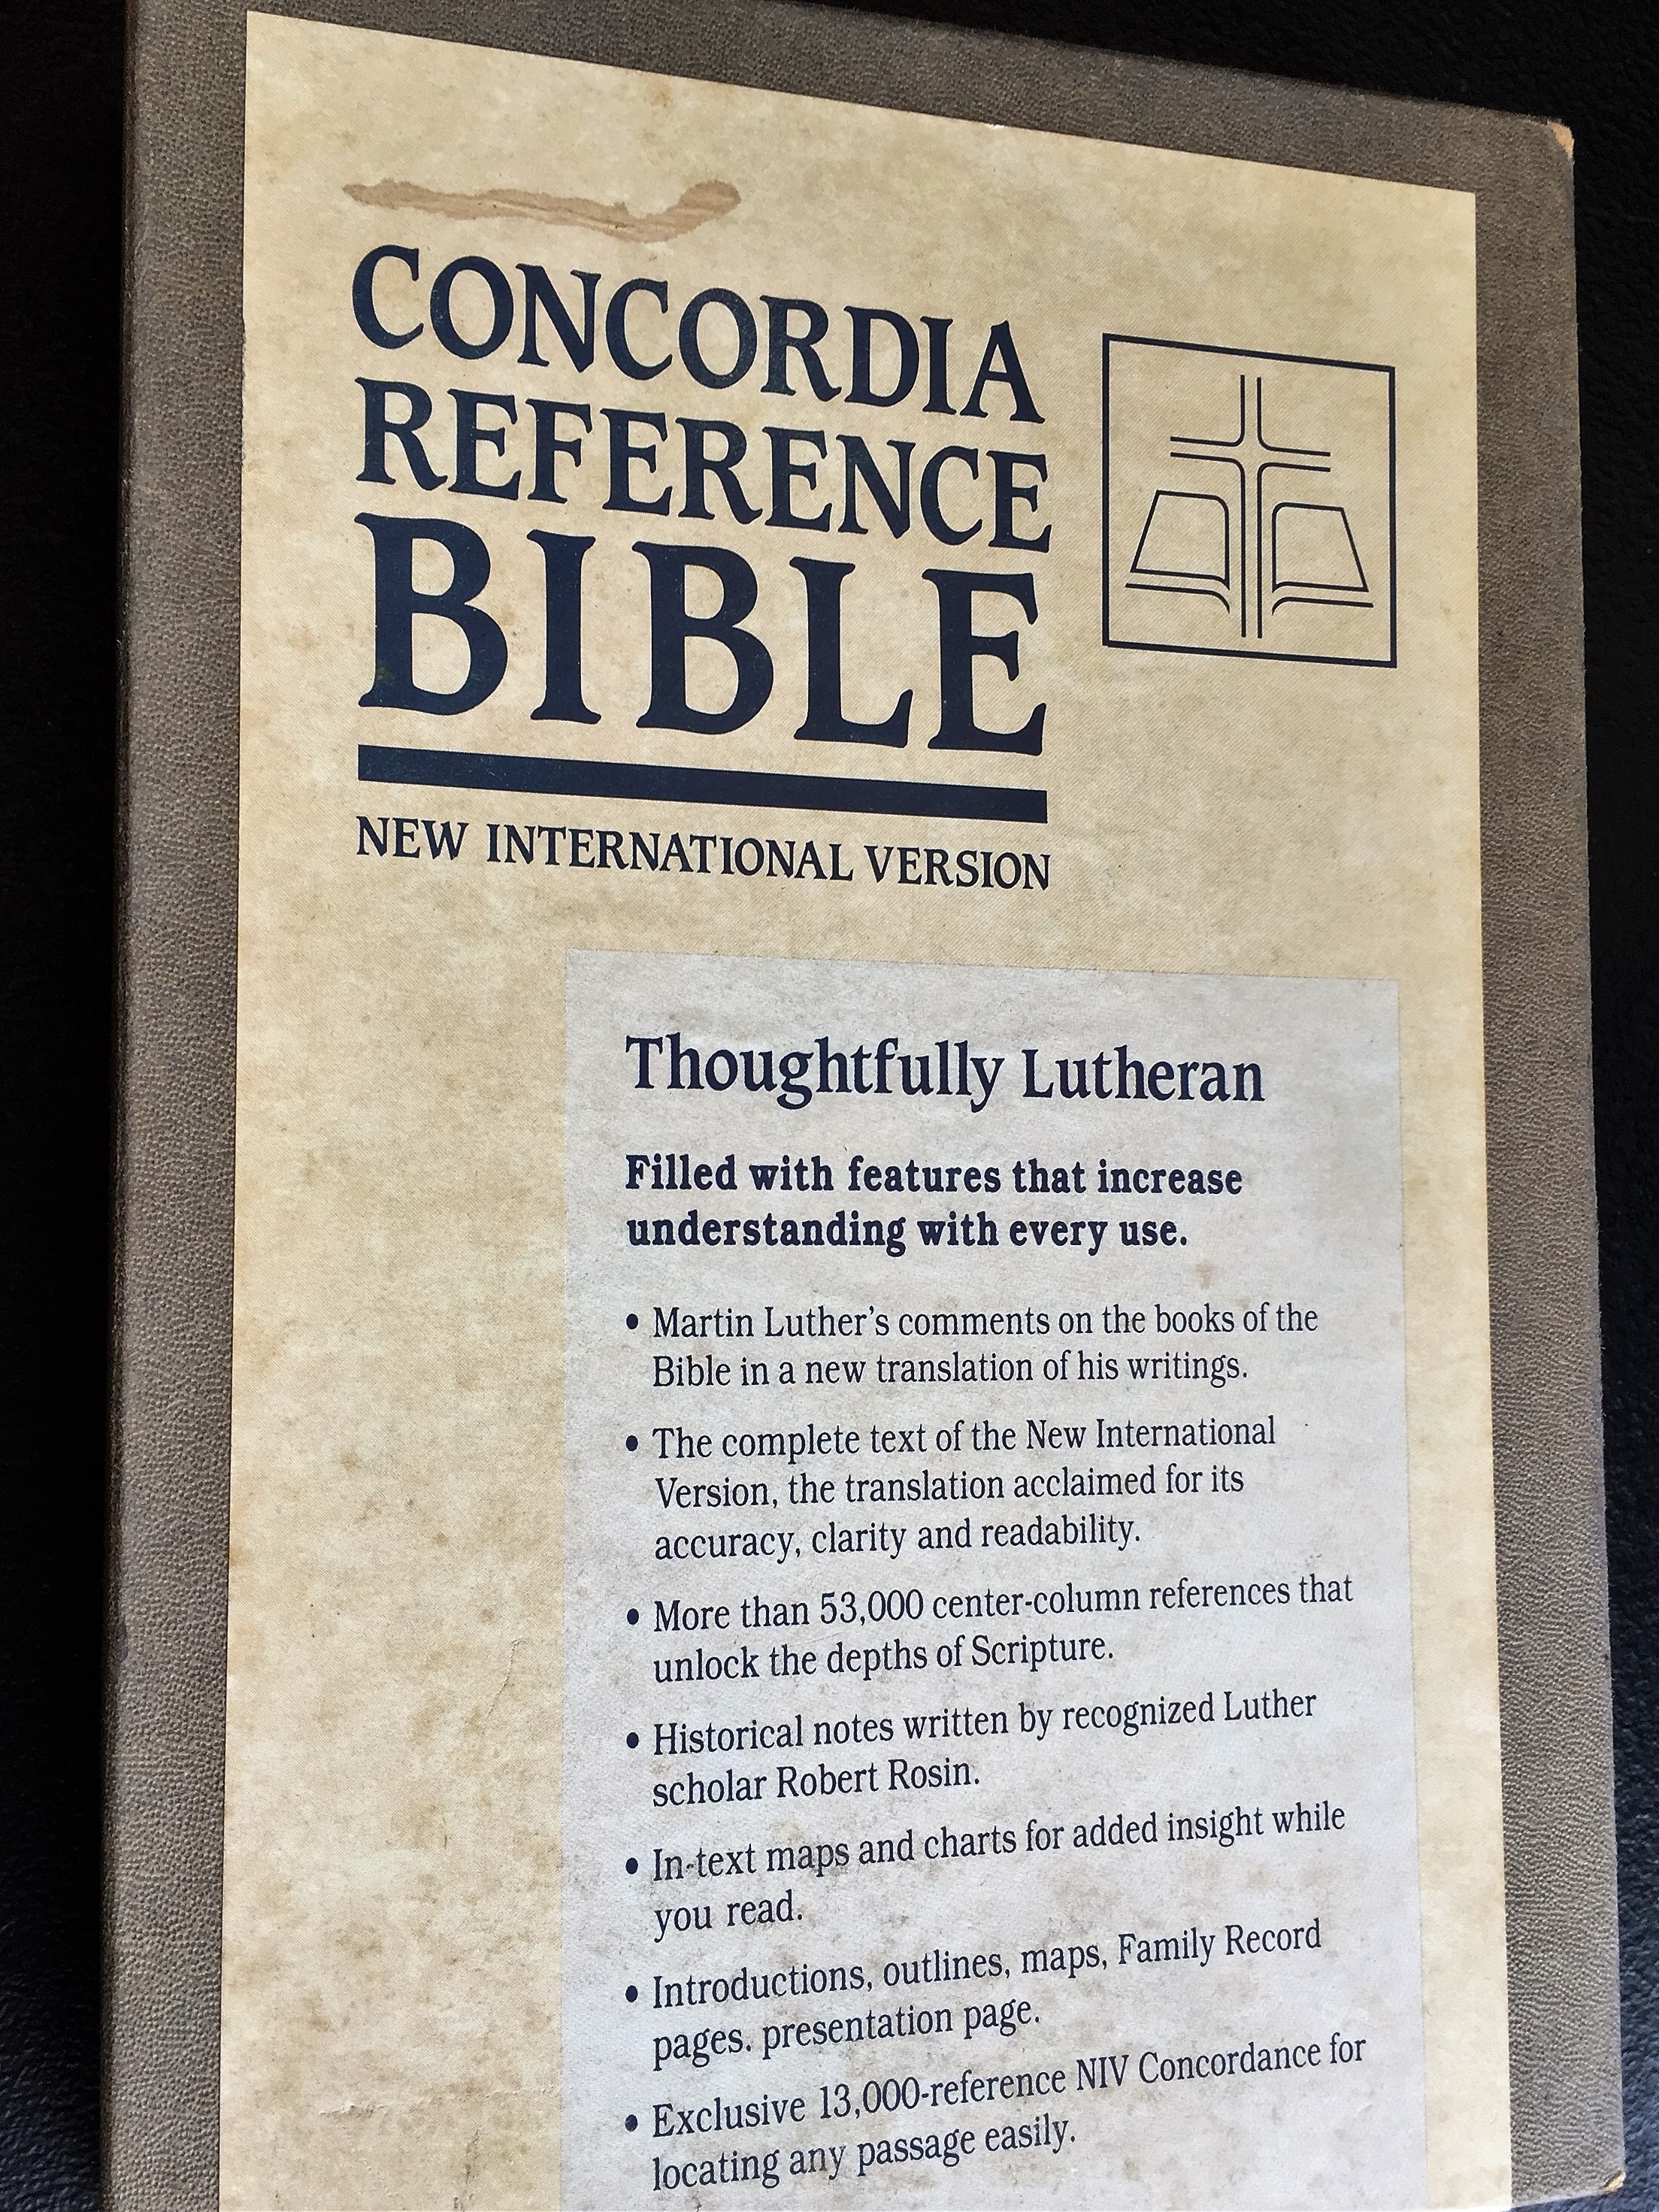 CONCORDIA
REFERENCE
BIBLE
NEW INTERNATIONAL VERSION
Thoughtfully Lutheran
Filled with features that increase
understanding with every use.
• Martin Luther's comments on the books of the
Bible in a new translation of his writings.
• The complete text of the New International
Version, the translation acclaimed for its
accuracy, clarity and readability.
• More than 53,000 center-column references that
unlock the depths of Scripture.
• Historical notes written by recognized Luther
scholar Robert Rosin.
• In-text maps and charts for added insight while
you read.
• Introductions, outlines, maps, Family Record
pages. presentation page.
• Exclusive 13,000-reference NIV Concordance for
locating any passage easily.